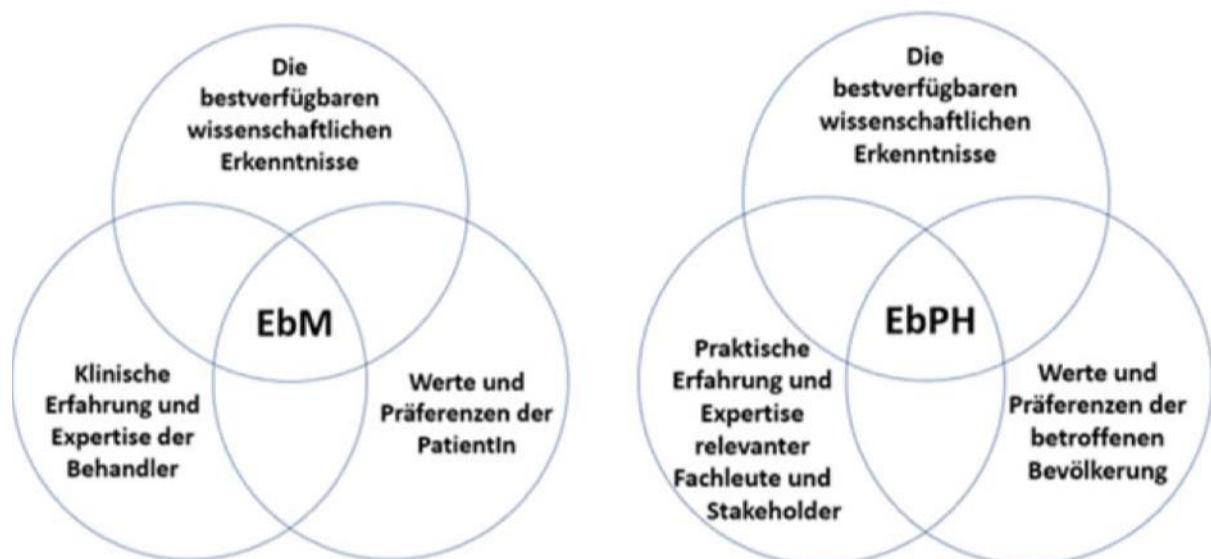 Die
bestverfügbaren
wissenschaftlichen
Erkenntnisse
EbM
Klinische
Erfahrung und
Expertise der
Behandler
Werte und
Präferenzen der
PatientIn
Die
bestverfügbaren
wissenschaftlichen
Erkenntnisse
EbPH
Praktische
Erfahrung und
Expertise
relevanter
Fachleute und
Stakeholder
Werte und
Präferenzen der
betroffenen
Bevölkerung